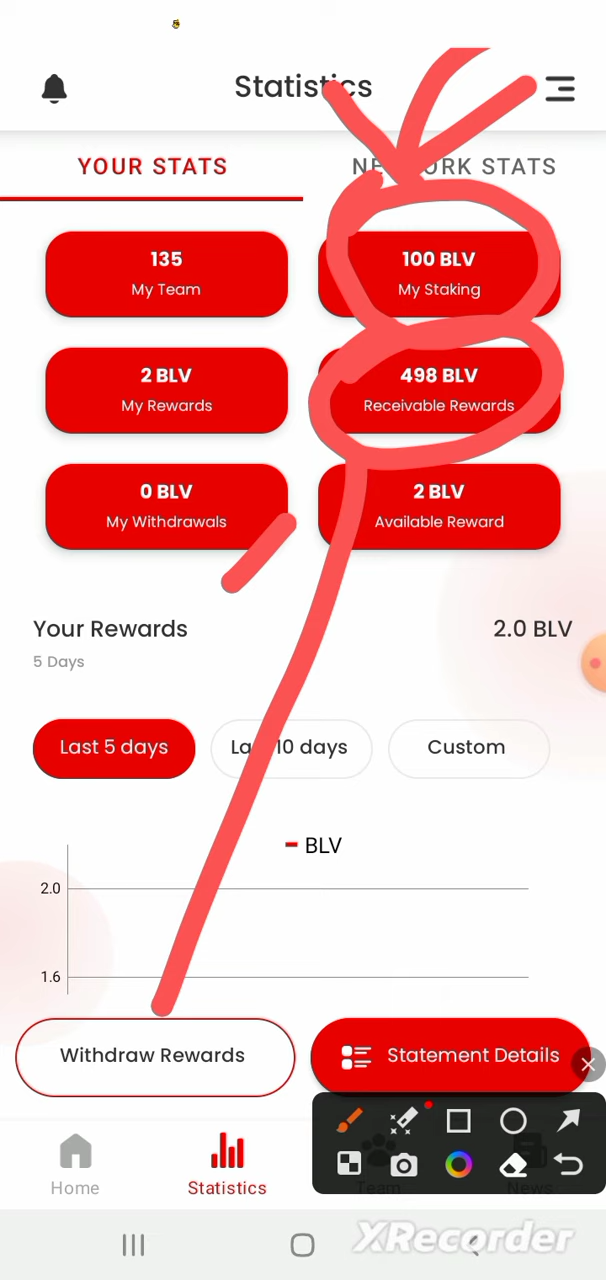 Statistics
YOUR STATS
NETWORK STATS
135
My Team
100 BLV
My Staking
2 BLV
My Rewards
498 BLV
Receivable Rewards
0 BLV
My Withdrawals
2 BLV
Available Reward
Your Rewards
2.0 BLV
5 Days
Last 5 days
Last 10 days
Custom
BLV
2.0
1.6
Withdraw Rewards
Statement Details
Home
Statistics
Team
News
XRecorder